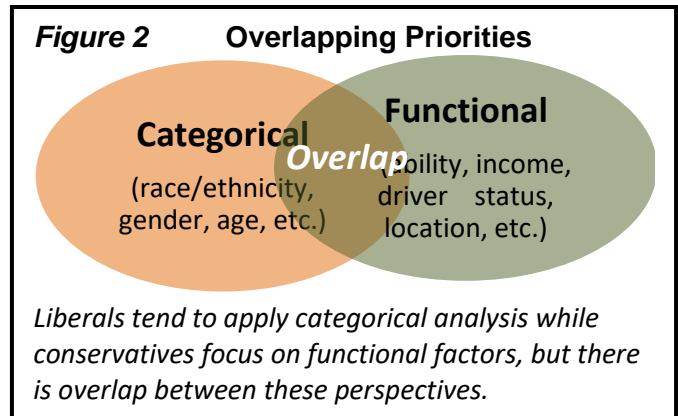 Figure 2 Overlapping Priorities
Categorical
(race/ethnicity,
gender, age, etc.)
Overlap
Functional
(ability, income,
driver status,
location, etc.)
Liberals tend to apply categorical analysis while
conservatives focus on functional factors, but there
is overlap between these perspectives.